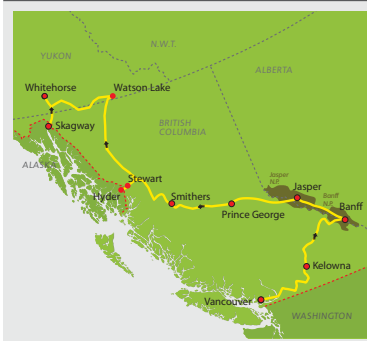 YUKON
N.W.T.
ALBERTA
Whitehorse
Watson Lake
Skagway
BRITISH
COLUMBIA
ALASKA
Stewart
Hyder
Smithers
Prince George
Jasper
N.P.
Jasper
Banff
N.P.
Banff
Kelowna
Vancouver
WASHINGTON